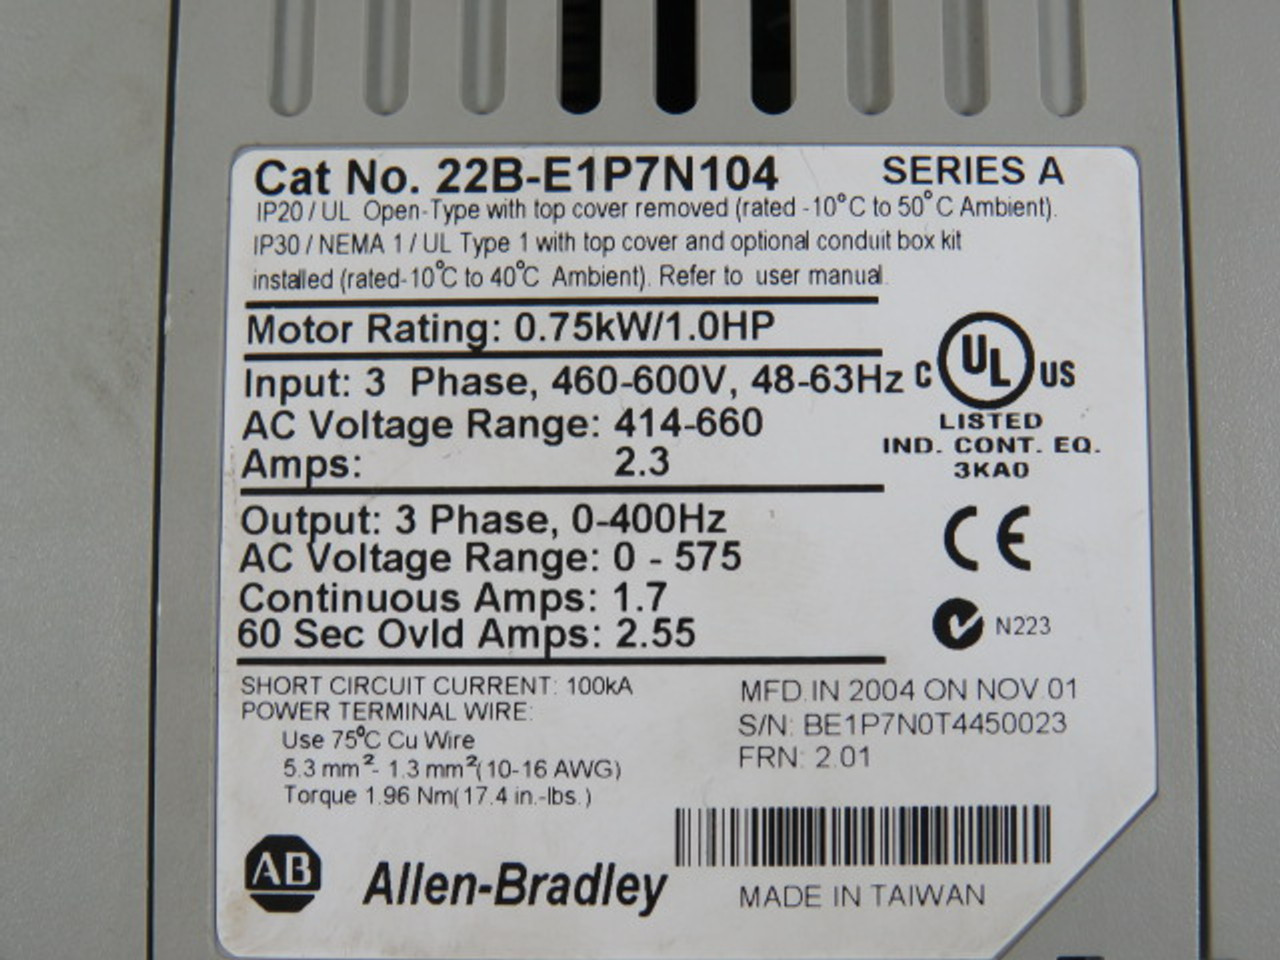 Cat No. 22B-E1P7N104 SERIES A
IP20 / UL Open-Type with top cover removed (rated -10°C to 50°C Ambient).
IP30 / NEMA 1 / UL Type 1 with top cover and optional conduit box kit
installed (rated-10°C to 40°C Ambient). Refer to user manual.
Motor Rating: 0.75kW/1.0HP
Input: 3 Phase, 460-600V, 48-63Hz
AC Voltage Range: 414-660
Amps: 2.3
C UL US
LISTED
IND. CONT. EQ.
3KA0
Output: 3 Phase, 0-400Hz
AC Voltage Range: 0 - 575
Continuous Amps: 1.7
60 Sec Ovld Amps: 2.55
CE
N223
SHORT CIRCUIT CURRENT: 100kA
POWER TERMINAL WIRE:
Use 75°C Cu Wire
5.3 mm²- 1.3 mm²(10-16 AWG)
Torque 1.96 Nm(17.4 in.-lbs.)
MFD.IN 2004 ON NOV.01
S/N: BE1P7N0T4450023
FRN: 2.01
AB Allen-Bradley
MADE IN TAIWAN